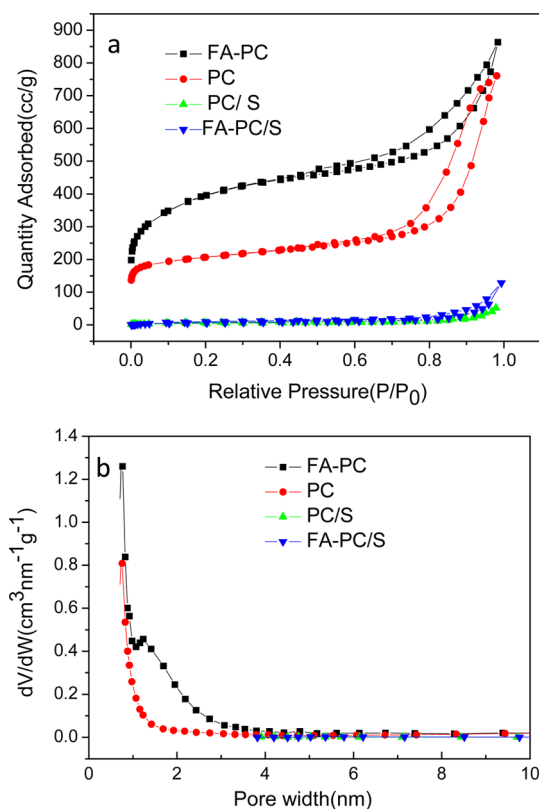 a
FA-PC
PC
PC/ S
FA-PC/S
Quantity Adsorbed(cc/g)
900
800
700
600
500
400
300
200
100
0
0.0 0.2 0.4 0.6 0.8 1.0
Relative Pressure(P/P0)
b
FA-PC
PC
PC/S
FA-PC/S
dV/dW(cm³nm-1g-1)
1.4
1.2
1.0
0.8
0.6
0.4
0.2
0.0
0 2 4 6 8 10
Pore width(nm)